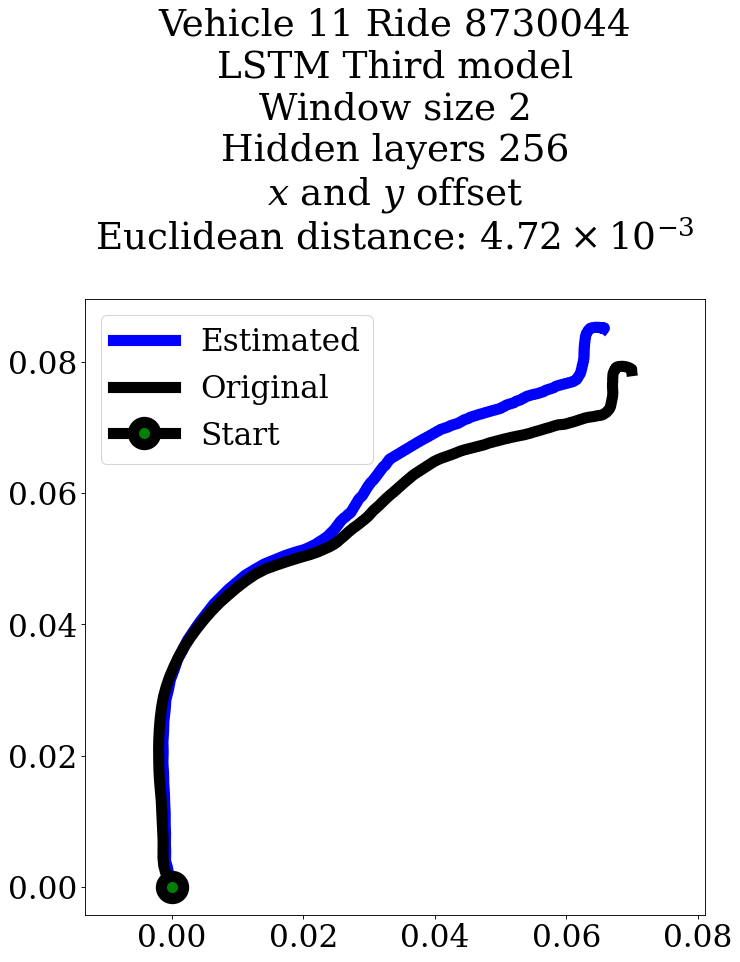 Vehicle 11 Ride 8730044
LSTM Third model
Window size 2
Hidden layers 256
x and y offset
Euclidean distance: 4.72 × 10⁻³
Estimated
Original
Start
0.08
0.06
0.04
0.02
0.00
0.00 0.02 0.04 0.06 0.08